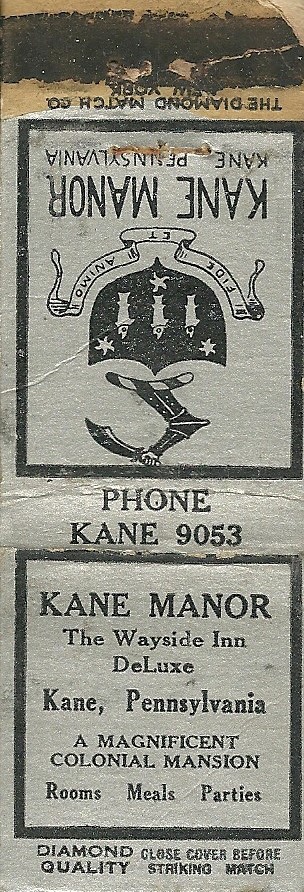 THE DIAMOND MATCH CO.
NEW YORK
KANE MANOR
KANE PENNSYLVANIA
FIDE ET ANIMO
PHONE
KANE 9053
KANE MANOR
The Wayside Inn
DeLuxe
Kane, Pennsylvania
A MAGNIFICENT
COLONIAL MANSION
Rooms Meals Parties
DIAMOND QUALITY
CLOSE COVER BEFORE
STRIKING MATCH